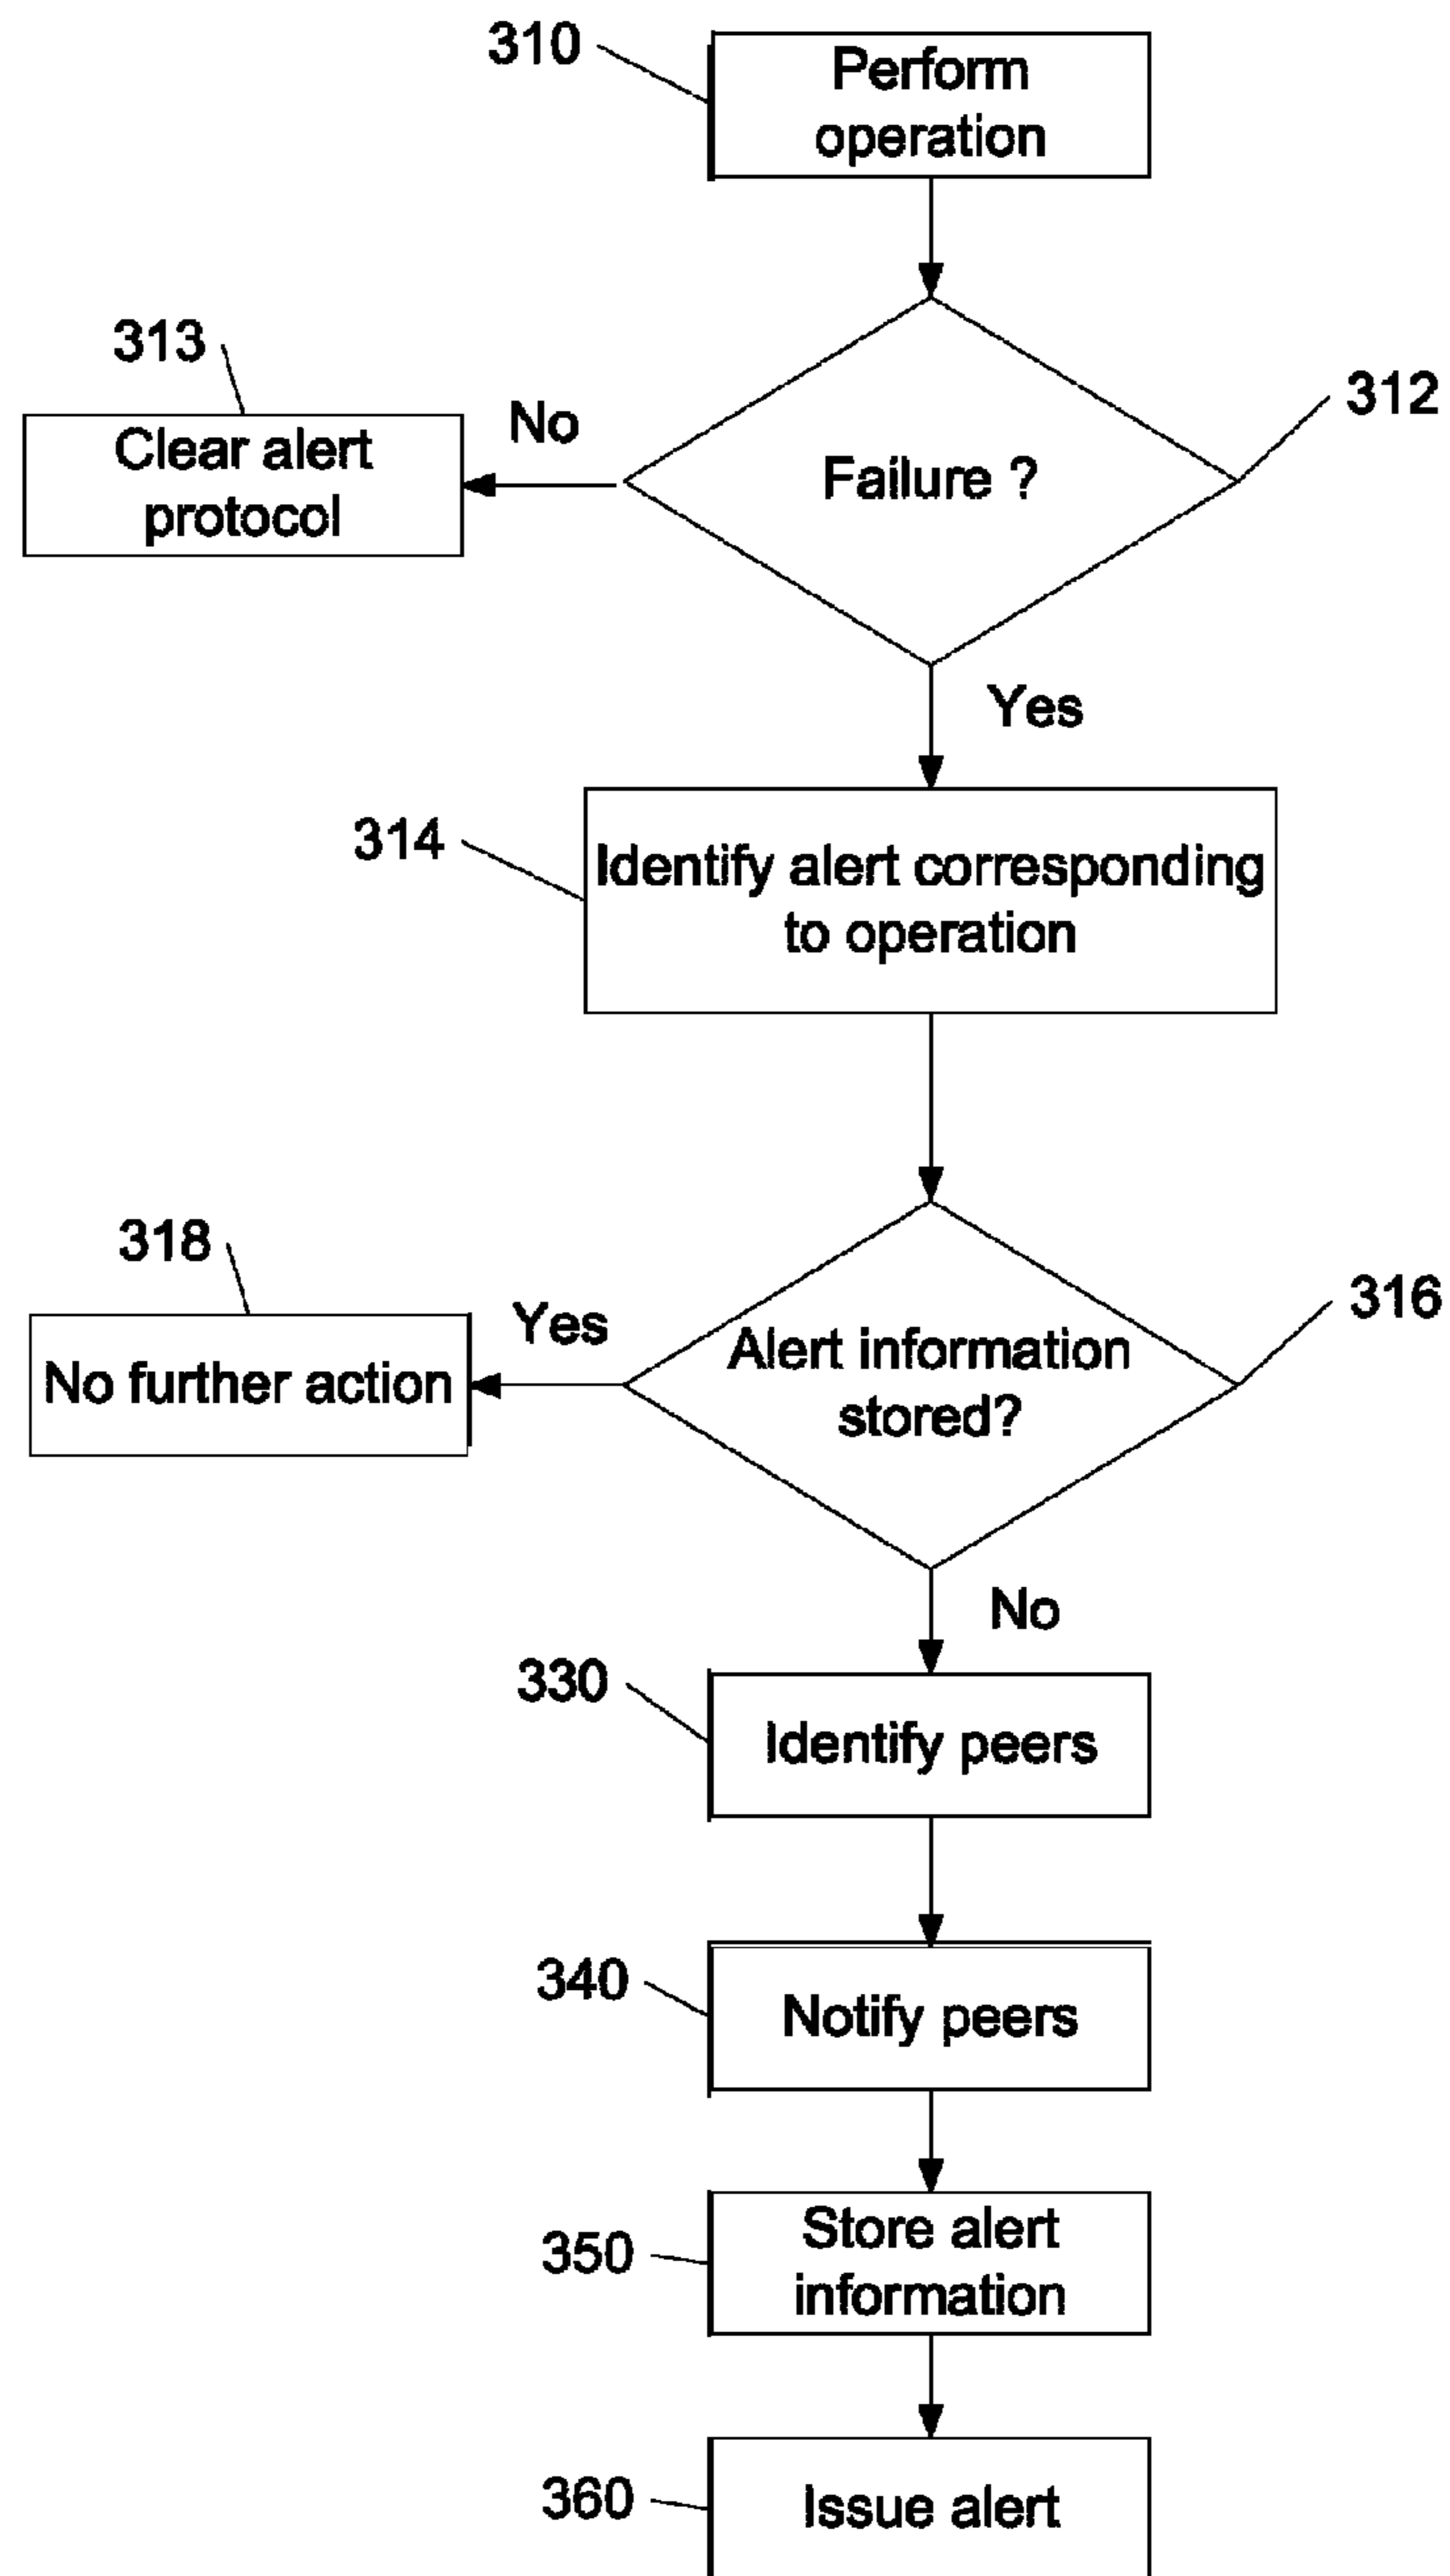 310
Perform
operation
313
Clear alert
protocol
No
Failure ?
312
Yes
314
Identify alert corresponding
to operation
318
No further action
Yes
Alert information
stored?
316
No
330
Identify peers
340
Notify peers
350
Store alert
information
360
Issue alert